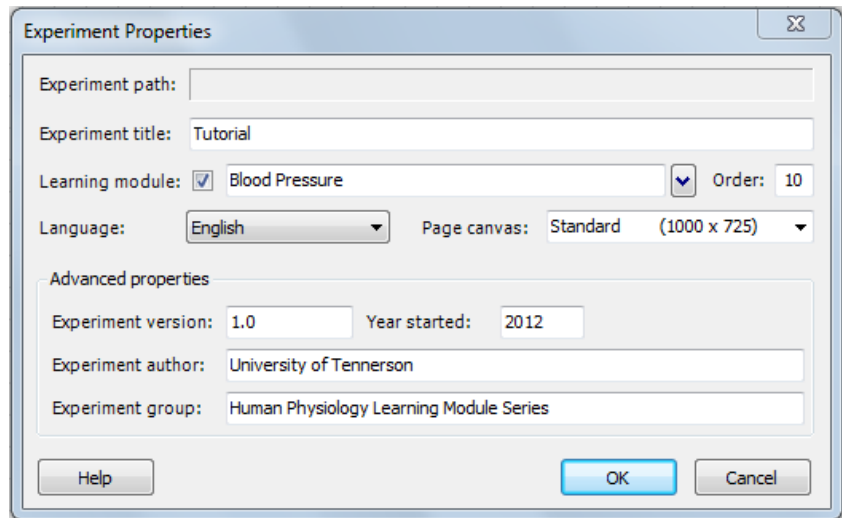 Experiment Properties
Experiment path:
Experiment title: Tutorial
Learning module: Blood Pressure Order: 10
Language: English Page canvas: Standard (1000 x 725)
Advanced properties
Experiment version: 1.0 Year started: 2012
Experiment author: University of Tennerson
Experiment group: Human Physiology Learning Module Series
Help OK Cancel